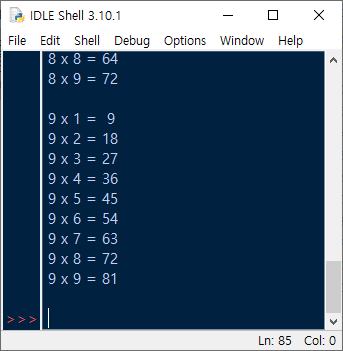 IDLE Shell 3.10.1
File Edit Shell Debug Options Window Help
8 x 8 = 64
8 x 9 = 72
9 x 1 =  9
9 x 2 = 18
9 x 3 = 27
9 x 4 = 36
9 x 5 = 45
9 x 6 = 54
9 x 7 = 63
9 x 8 = 72
9 x 9 = 81
>>>
Ln: 85 Col: 0